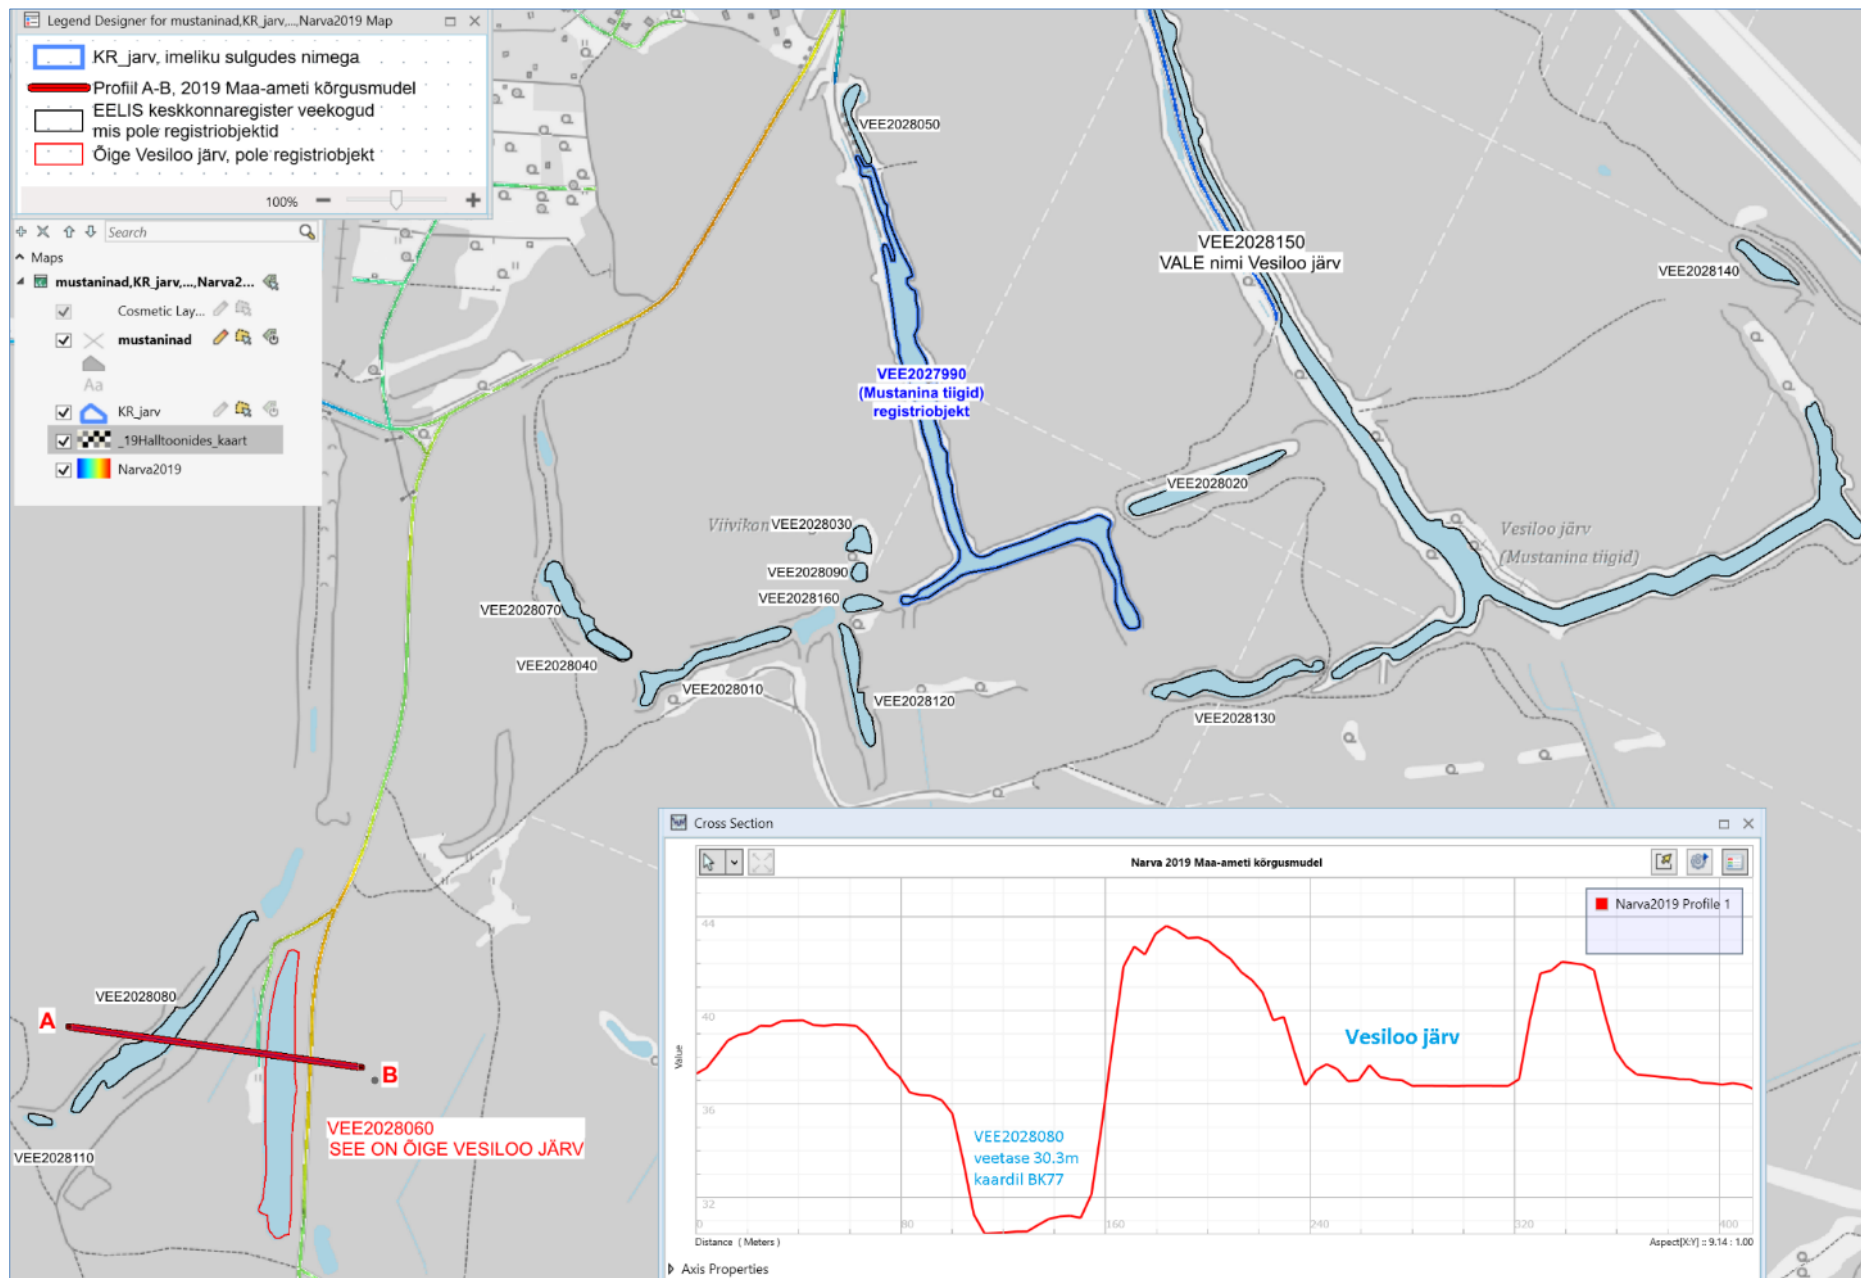 Legend Designer for mustaninad,KR_jarv,...,Narva2019 Map
KR_jarv, imeliku sulgudes nimega
Profiil A-B, 2019 Maa-ameti kõrgusmudel
EELIS keskkonnaregister veekogud
mis pole registriobjektid
Õige Vesiloo järv, pole registriobjekt
100%
Search
Maps
mustaninad,KR_jarv,...,Narva2...
Cosmetic Lay...
mustaninad
Aa
KR_jarv
_19Halltoonides_kaart
Narva2019
VEE2028050
VEE2028150
VALE nimi Vesiloo järv
VEE2028140
VEE2027990
(Mustanina tiigid)
registriobjekt
VEE2028020
VEE2028030
VEE2028090
VEE2028160
Vesiloo järv
(Mustanina tiigid)
VEE2028070
VEE2028040
VEE2028010
VEE2028120
VEE2028130
VEE2028080
A
B
VEE2028060
SEE ON ÕIGE VESILOO JÄRV
VEE2028110
Cross Section
Narva 2019 Maa-ameti kõrgusmudel
Narva2019 Profile 1
44
40
36
32
Value
Vesiloo järv
VEE2028080
veetase 30.3m
kaardil BK77
0
80
160
240
320
400
Distance ( Meters )
Aspect[X:Y] :: 9.14 : 1.00
Axis Properties